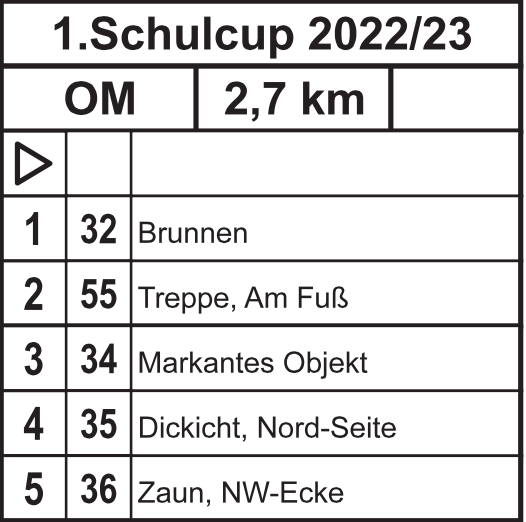 1.Schulcup 2022/23
OM 2,7 km
1 32 Brunnen
2 55 Treppe, Am Fuß
3 34 Markantes Objekt
4 35 Dickicht, Nord-Seite
5 36 Zaun, NW-Ecke